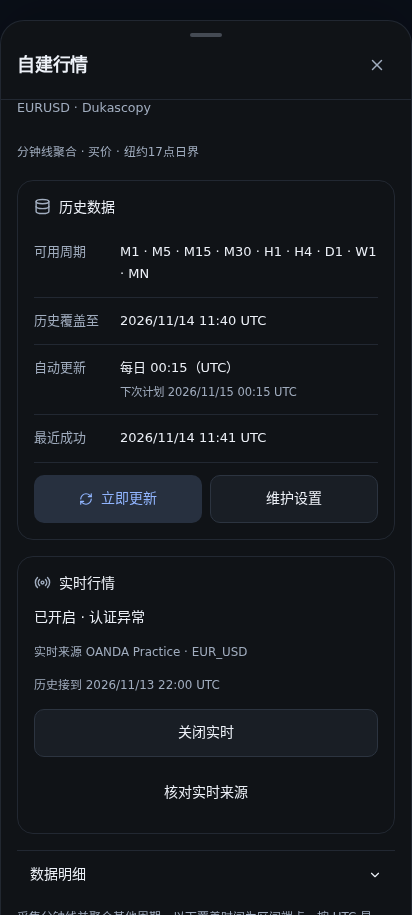 自建行情
EURUSD · Dukascopy
分钟线聚合 · 买价 · 纽约17点日界
历史数据
可用周期 M1 · M5 · M15 · M30 · H1 · H4 · D1 · W1
· MN
历史覆盖至 2026/11/14 11:40 UTC
自动更新 每日 00:15（UTC）
下次计划 2026/11/15 00:15 UTC
最近成功 2026/11/14 11:41 UTC
立即更新 维护设置
实时行情
已开启 · 认证异常
实时来源 OANDA Practice · EUR_USD
历史接到 2026/11/13 22:00 UTC
关闭实时
核对实时来源
数据明细